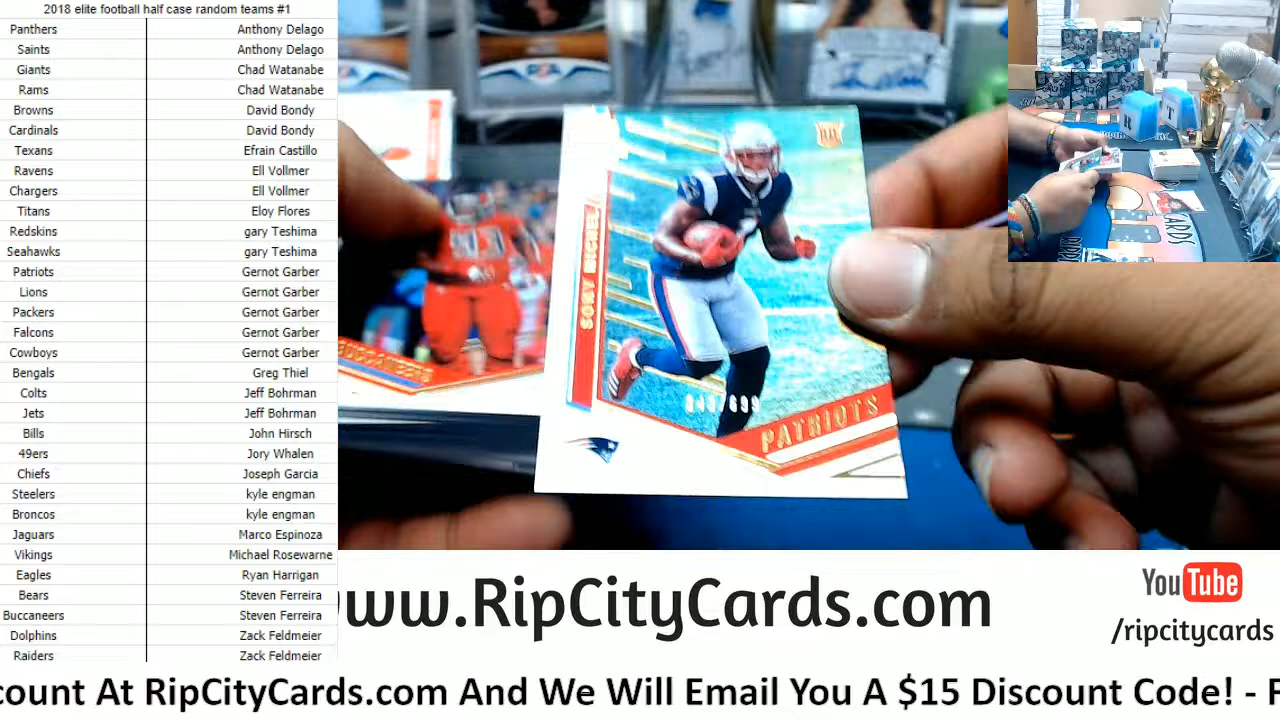 2018 elite football half case random teams #1
Panthers Anthony Delago
Saints Anthony Delago
Giants Chad Watanabe
Rams Chad Watanabe
Browns David Bondy
Cardinals David Bondy
Texans Efrain Castillo
Ravens Ell Vollmer
Chargers Ell Vollmer
Titans Eloy Flores
Redskins gary Teshima
Seahawks gary Teshima
Patriots Gernot Garber
Lions Gernot Garber
Packers Gernot Garber
Falcons Gernot Garber
Cowboys Gernot Garber
Bengals Greg Thiel
Colts Jeff Bohrman
Jets Jeff Bohrman
Bills John Hirsch
49ers Jory Whalen
Chiefs Joseph Garcia
Steelers kyle engman
Broncos kyle engman
Jaguars Marco Espinoza
Vikings Michael Rosewarne
Eagles Ryan Harrigan
Bears Steven Ferreira
Buccaneers Steven Ferreira
Dolphins Zack Feldmeier
Raiders Zack Feldmeier
SONY MICHEL
PATRIOTS
BUCCANEERS
R T
CARDS
www.RipCityCards.com
YouTube
/ripcitycards
count At RipCityCards.com And We Will Email You A $15 Discount Code! - F